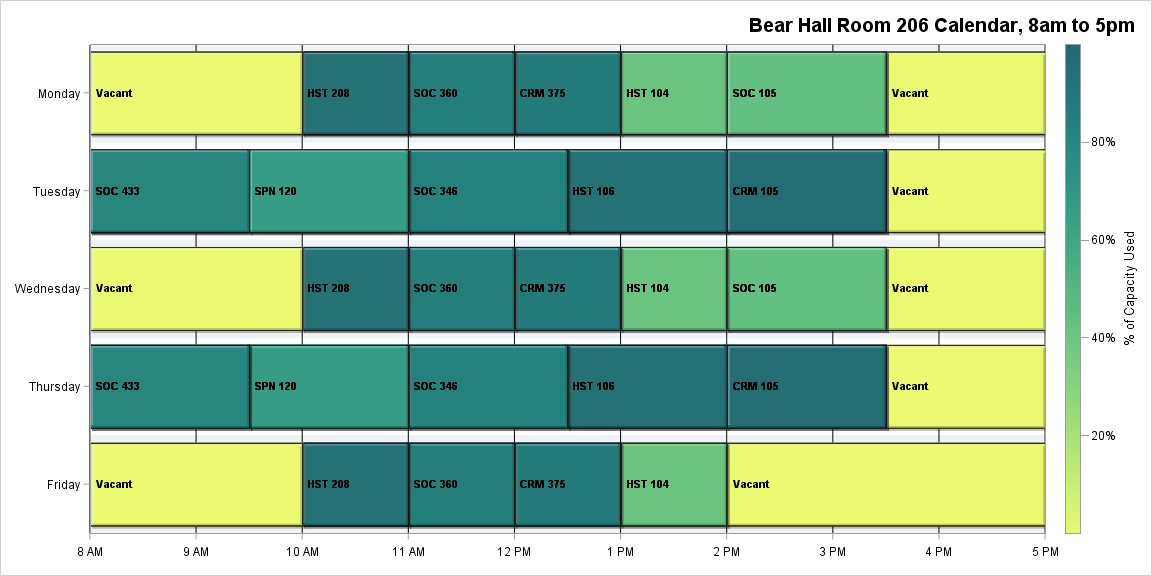 Bear Hall Room 206 Calendar, 8am to 5pm
Monday
Vacant
HST 208
SOC 360
CRM 375
HST 104
SOC 105
Vacant
Tuesday
SOC 433
SPN 120
SOC 346
HST 106
CRM 105
Vacant
Wednesday
Vacant
HST 208
SOC 360
CRM 375
HST 104
SOC 105
Vacant
Thursday
SOC 433
SPN 120
SOC 346
HST 106
CRM 105
Vacant
Friday
Vacant
HST 208
SOC 360
CRM 375
HST 104
Vacant
8 AM
9 AM
10 AM
11 AM
12 PM
1 PM
2 PM
3 PM
4 PM
5 PM
80%
60%
40%
20%
% of Capacity Used